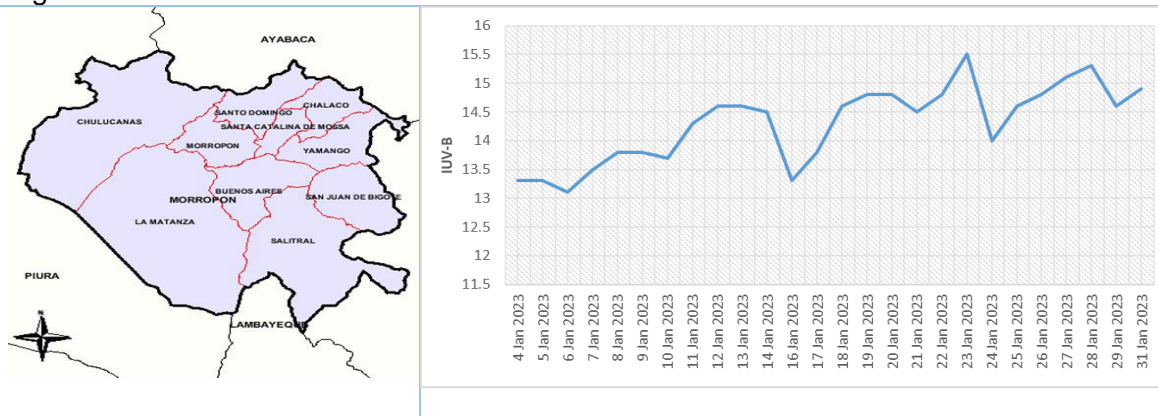 AYABACA
CHALACO
SANTO DOMINGO
CHULUCANAS
SANTA CATALINA DE MOSSA
MORROPON
YAMANGO
BUENOS AIRES
SAN JUAN DE BIGOTE
MORROPON
LA MATANZA
SALITRAL
PIURA
N
LAMBAYEQUE
16
15.5
15
14.5
14
13.5
13
12.5
12
11.5
IUV-B
4 Jan 2023
5 Jan 2023
6 Jan 2023
7 Jan 2023
8 Jan 2023
9 Jan 2023
10 Jan 2023
11 Jan 2023
12 Jan 2023
13 Jan 2023
14 Jan 2023
16 Jan 2023
17 Jan 2023
18 Jan 2023
19 Jan 2023
20 Jan 2023
21 Jan 2023
22 Jan 2023
23 Jan 2023
24 Jan 2023
25 Jan 2023
26 Jan 2023
27 Jan 2023
28 Jan 2023
29 Jan 2023
31 Jan 2023